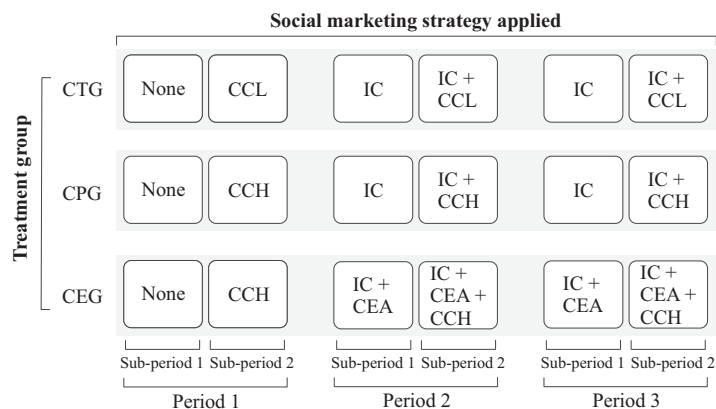 Social marketing strategy applied
Treatment group
CTG
None
CCL
IC
IC +
CCL
IC
IC +
CCL
CPG
None
CCH
IC
IC +
CCH
IC
IC +
CCH
CEG
None
CCH
IC +
CEA
IC +
CEA +
CCH
IC +
CEA
IC +
CEA +
CCH
Sub-period 1 Sub-period 2
Sub-period 1 Sub-period 2
Sub-period 1 Sub-period 2
Period 1
Period 2
Period 3